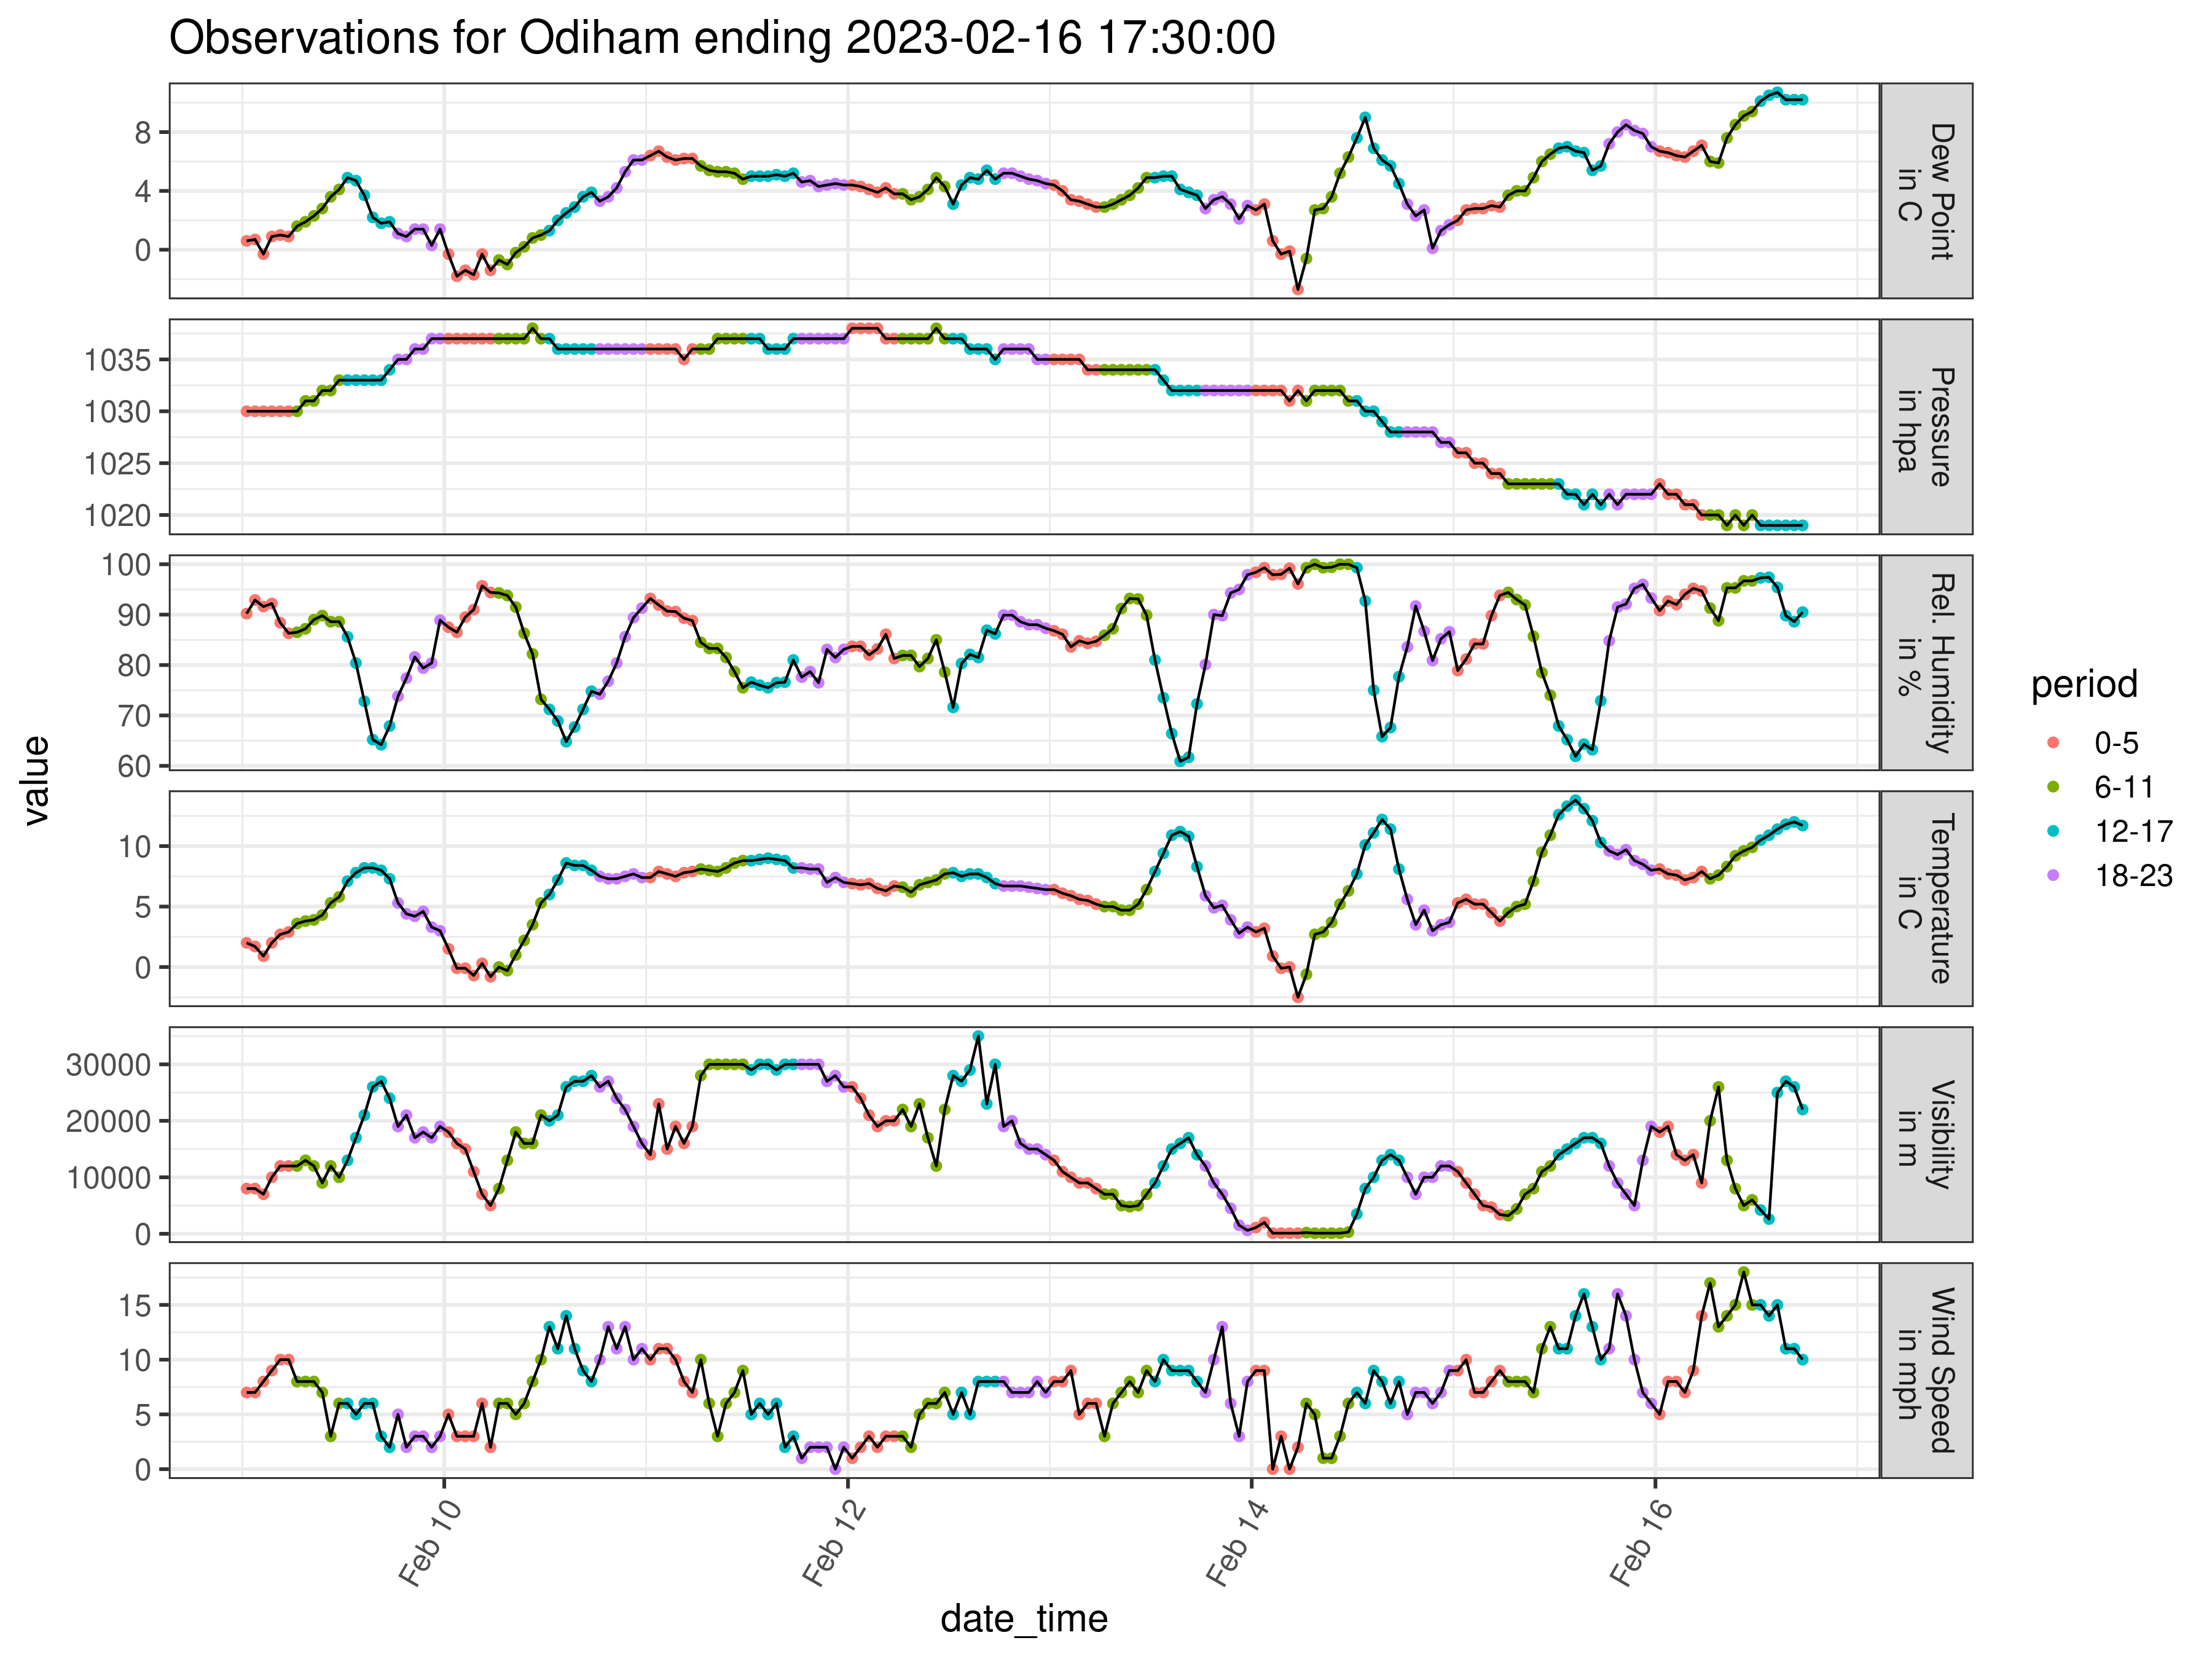 Observations for Odiham ending 2023-02-16 17:30:00
value
8
4
0
Dew Point
in C
1035
1030
1025
1020
Pressure
in hpa
100
90
80
70
60
Rel. Humidity
in %
10
5
0
Temperature
in C
30000
20000
10000
0
Visibility
in m
15
10
5
0
Wind Speed
in mph
Feb 10
Feb 12
Feb 14
Feb 16
date_time
period
0-5
6-11
12-17
18-23